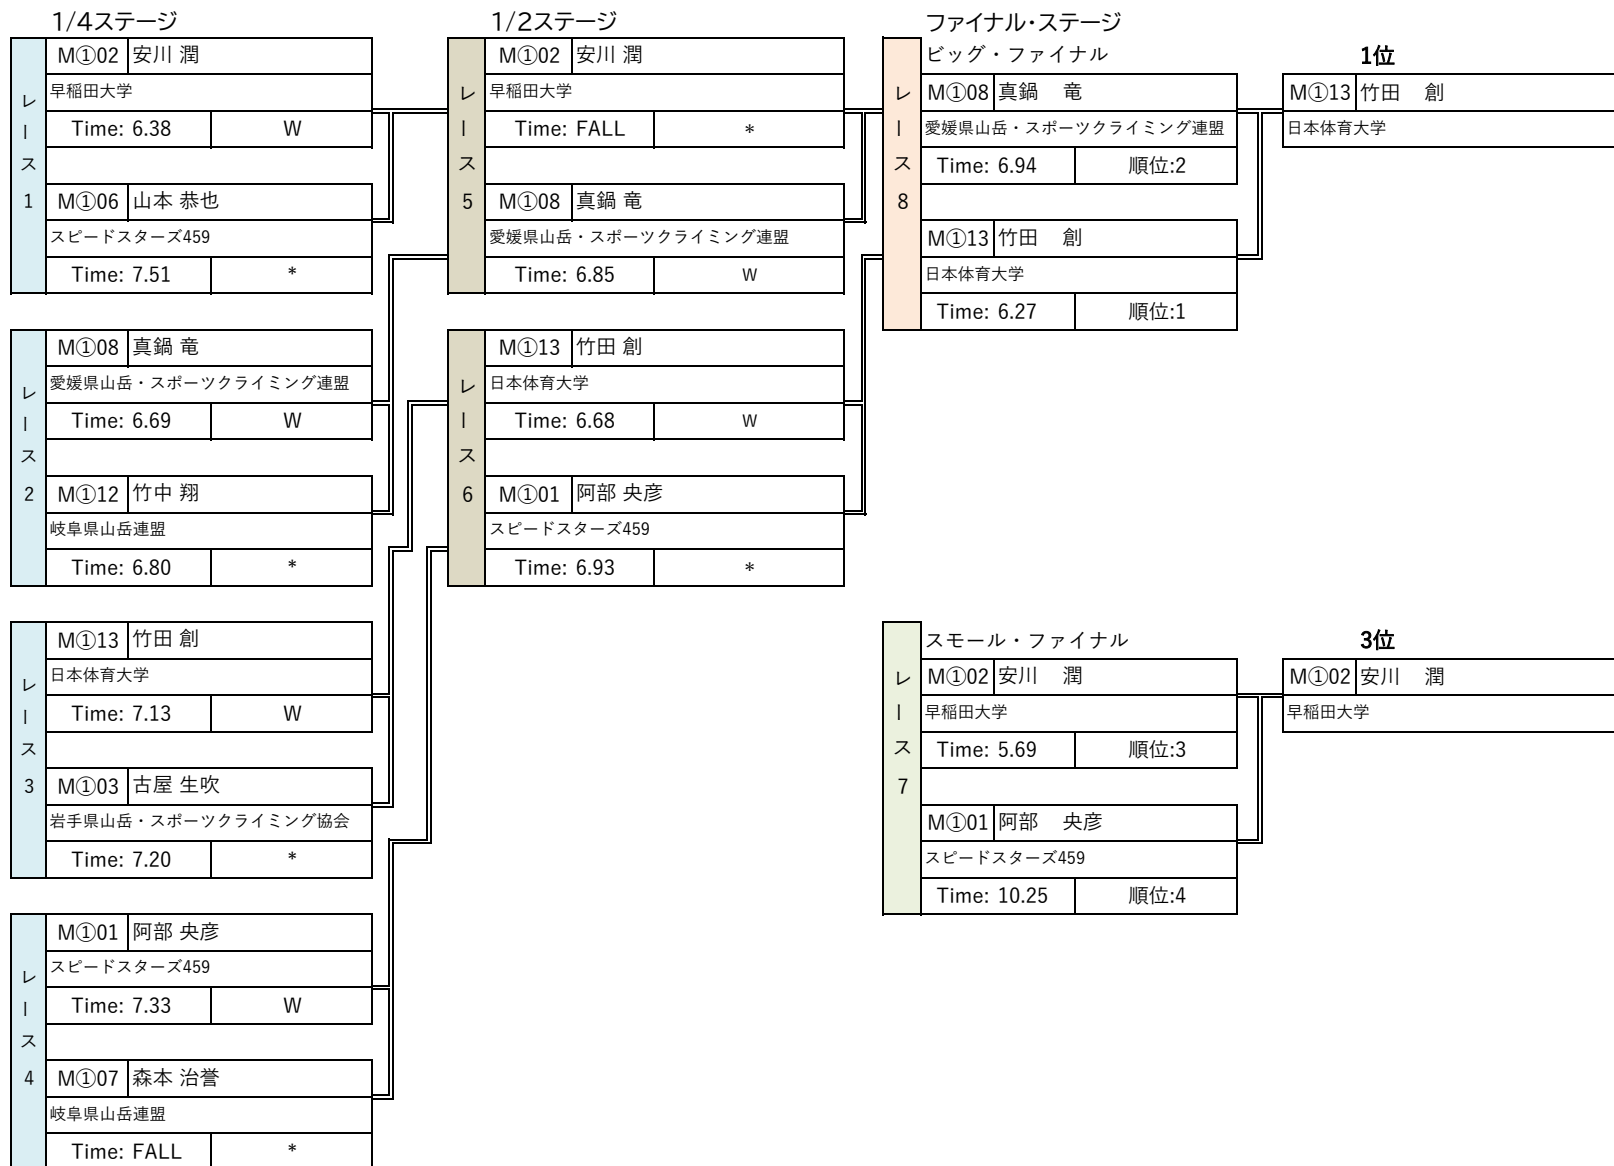 1/4ステージ
レース1
M①02 安川 潤
早稲田大学
Time: 6.38 W
M①06 山本 恭也
スピードスターズ459
Time: 7.51 *
レース2
M①08 真鍋 竜
愛媛県山岳・スポーツクライミング連盟
Time: 6.69 W
M①12 竹中 翔
岐阜県山岳連盟
Time: 6.80 *
レース3
M①13 竹田 創
日本体育大学
Time: 7.13 W
M①03 古屋 生吹
岩手県山岳・スポーツクライミング協会
Time: 7.20 *
レース4
M①01 阿部 央彦
スピードスターズ459
Time: 7.33 W
M①07 森本 治誉
岐阜県山岳連盟
Time: FALL *
1/2ステージ
レース5
M①02 安川 潤
早稲田大学
Time: FALL *
M①08 真鍋 竜
愛媛県山岳・スポーツクライミング連盟
Time: 6.85 W
レース6
M①13 竹田 創
日本体育大学
Time: 6.68 W
M①01 阿部 央彦
スピードスターズ459
Time: 6.93 *
ファイナル・ステージ
ビッグ・ファイナル
レース8
M①08 真鍋 竜
愛媛県山岳・スポーツクライミング連盟
Time: 6.94 順位:2
M①13 竹田 創
日本体育大学
Time: 6.27 順位:1
1位
M①13 竹田 創
日本体育大学
スモール・ファイナル
レース7
M①02 安川 潤
早稲田大学
Time: 5.69 順位:3
M①01 阿部 央彦
スピードスターズ459
Time: 10.25 順位:4
3位
M①02 安川 潤
早稲田大学